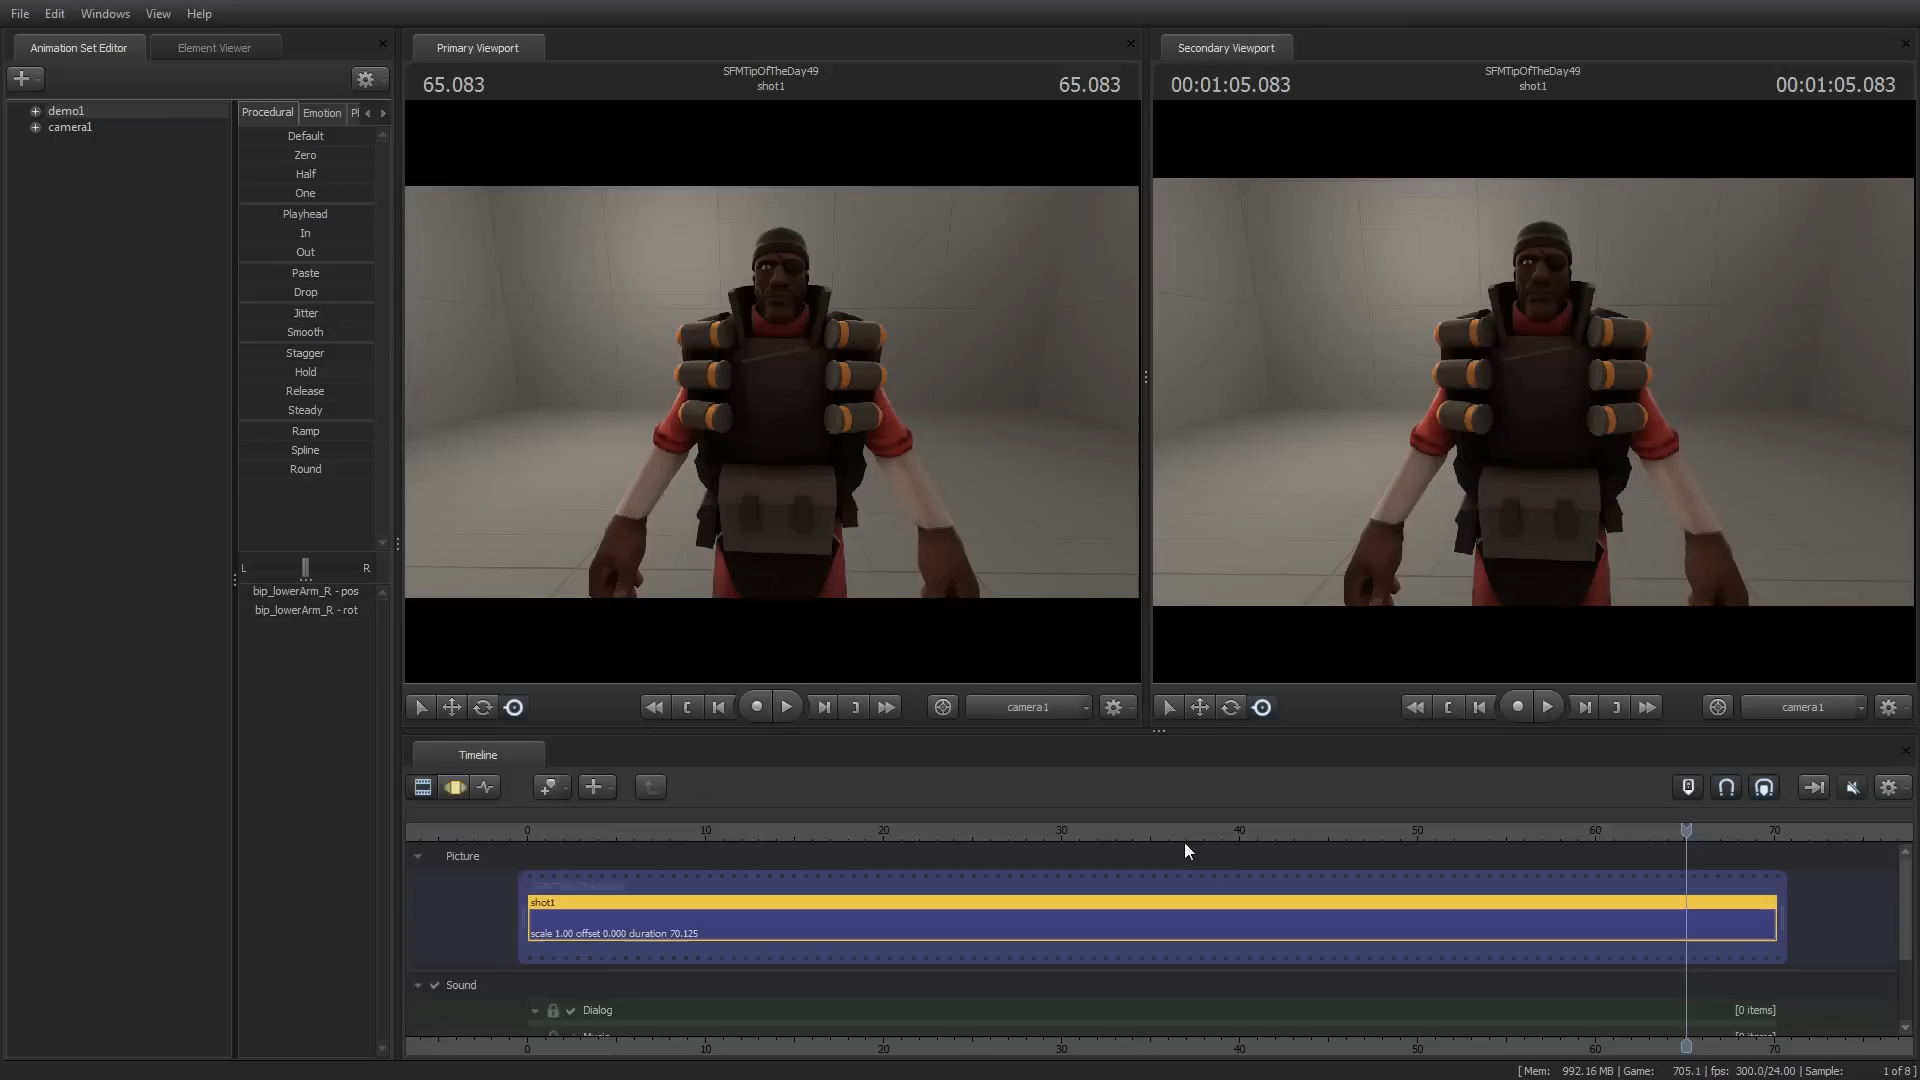 File Edit Windows View Help
Animation Set Editor Element Viewer
demo1
camera1
Procedural Emotion
Default
Zero
Half
One
Playhead
In
Out
Paste
Drop
Jitter
Smooth
Stagger
Hold
Release
Steady
Ramp
Spline
Round
L R
bip_lowerArm_R - pos
bip_lowerArm_R - rot
Primary Viewport
65.083 SFMTipOfTheDay49 65.083
shot1
camera1
Secondary Viewport
00:01:05.083 SFMTipOfTheDay49 00:01:05.083
shot1
camera1
Timeline
0 10 20 30 40 50 60 70
Picture
shot1
scale 1.00 offset 0.000 duration 70.125
Sound
Dialog [0 items]
0 10 20 30 40 50 60 70
[ Mem: 992.16 MB | Game: 705.1 | fps: 300.0/24.00 | Sample: 1 of 8 ]